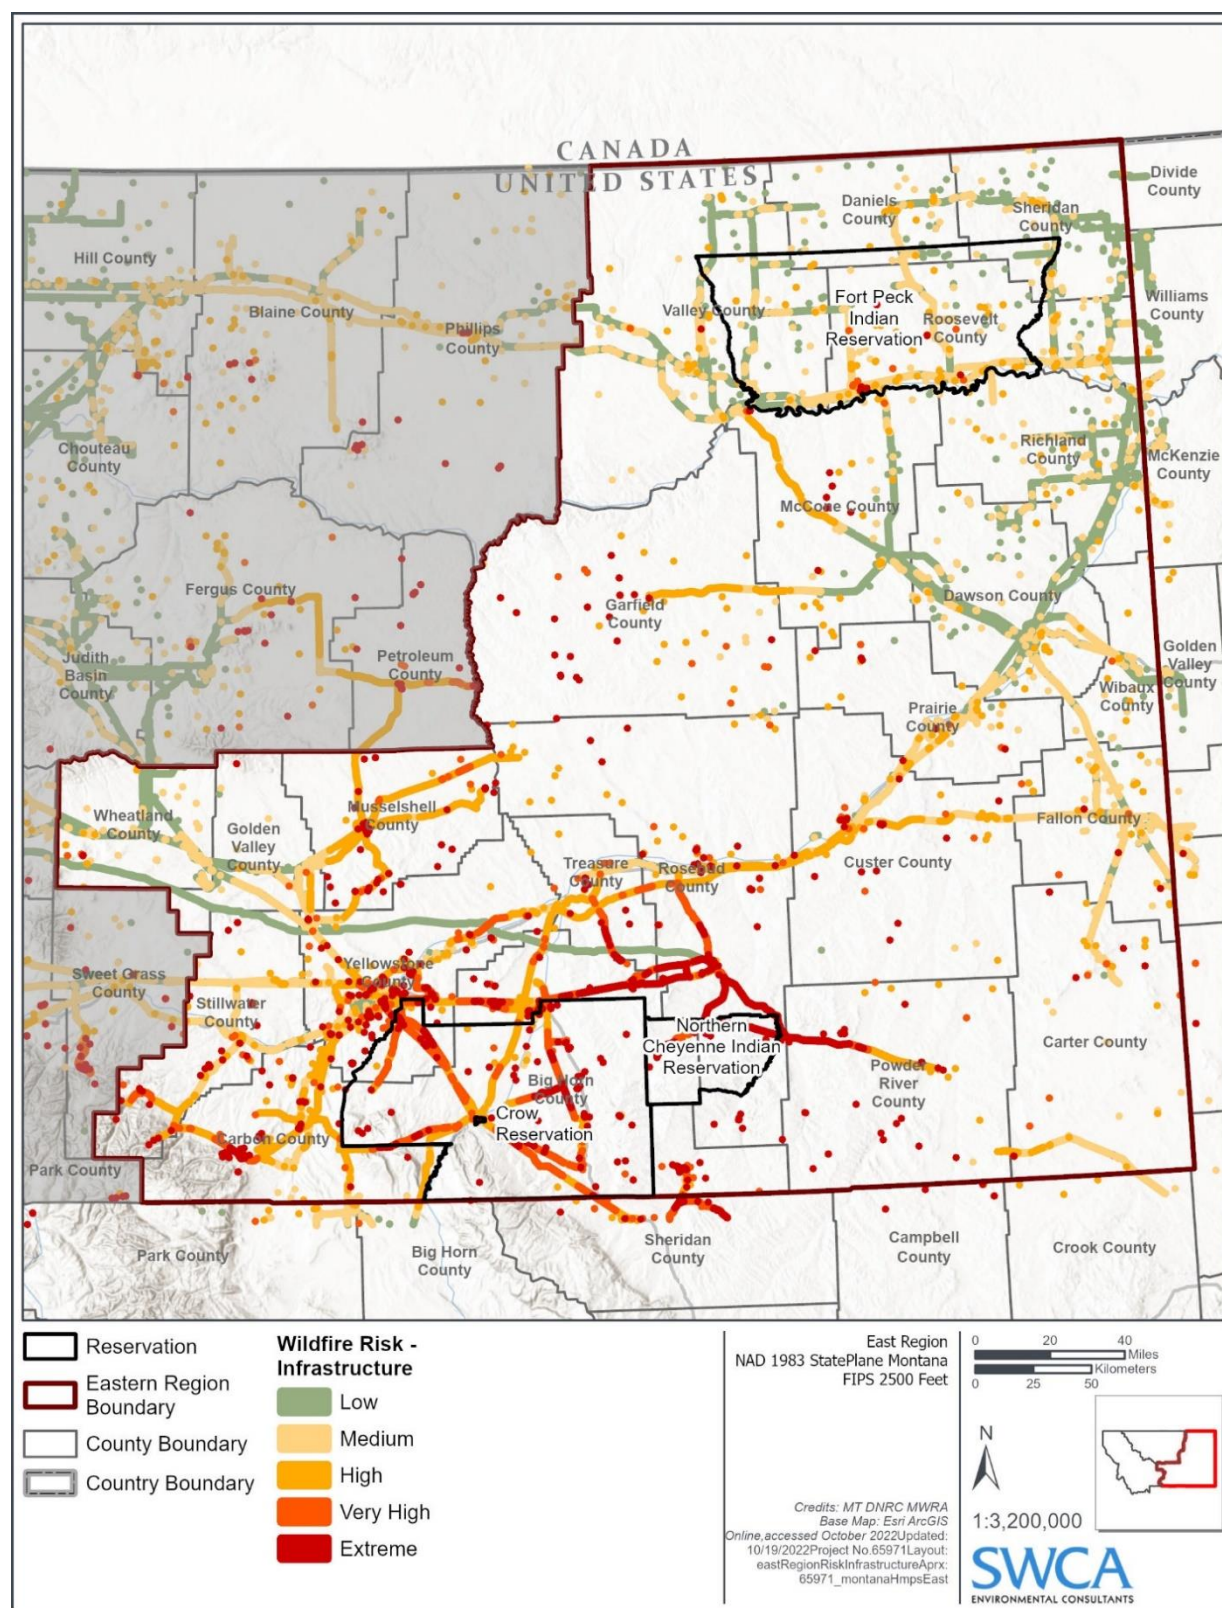 CANADA
UNITED STATES
Divide
County
Daniels
County
Sheridan
County
Hill County
Blaine County
Phillips
County
Valley County
Fort Peck
Indian
Reservation
Roosevelt
County
Williams
County
Chouteau
County
Richland
County
McKenzie
County
McCone County
Fergus County
Garfield
County
Dawson County
Judith
Basin
County
Petroleum
County
Golden
Valley
County
Wibaux
County
Prairie
County
Wheatland
County
Golden
Valley
County
Musselshell
County
Fallon County
Treasure
County
Rosebud
County
Custer County
Sweet Grass
County
Yellowstone
County
Stillwater
County
Northern
Cheyenne Indian
Reservation
Carter County
Powder
River
County
Big Horn
County
Crow
Reservation
Carbon County
Park County
Park County
Big Horn
County
Sheridan
County
Campbell
County
Crook County
Reservation
Eastern Region
Boundary
County Boundary
Country Boundary
Wildfire Risk -
Infrastructure
Low
Medium
High
Very High
Extreme
East Region
NAD 1983 StatePlane Montana
FIPS 2500 Feet
Credits: MT DNRC MWRA
Base Map: Esri ArcGIS
Online,accessed October 2022Updated:
10/19/2022Project No.65971Layout:
eastRegionRiskInfrastructureAprx:
65971_montanaHmpsEast
0 20 40
Miles
Kilometers
0 25 50
N
1:3,200,000
SWCA
ENVIRONMENTAL CONSULTANTS